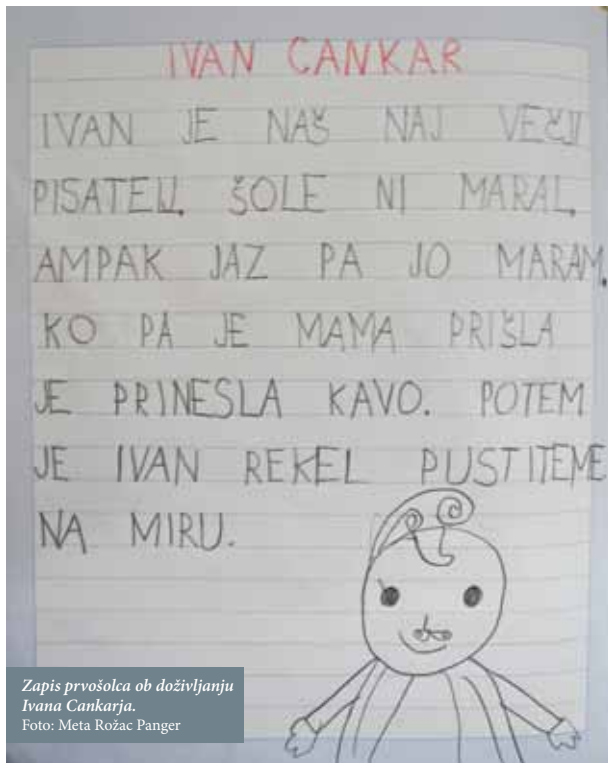 IVAN CANKAR
IVAN JE NAŠ NAJ VEČJI
PISATELJ. ŠOLE NI MARAL.
AMPAK JAZ PA JO MARAM.
KO PA JE MAMA PRIŠLA
JE PRINESLA KAVO. POTEM
JE IVAN REKEL PUSTITEME
NA MIRU.
Zapis prvošolca ob doživljanju
Ivana Cankarja.
Foto: Meta Rožac Panger